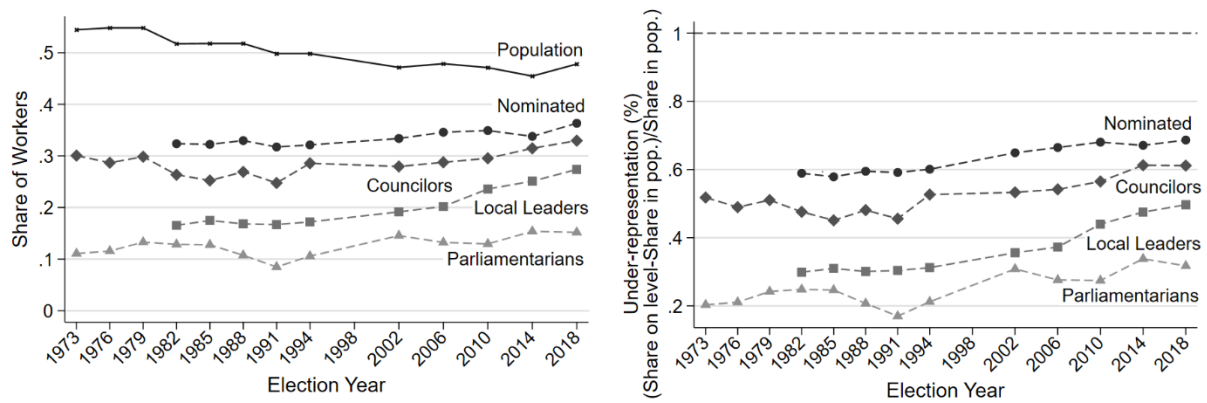 Share of Workers
.5
.4
.3
.2
.1
0
Population
Nominated
Councilors
Local Leaders
Parliamentarians
1973
1976
1979
1982
1985
1988
1991
1994
1998
2002
2006
2010
2014
2018
Election Year
Under-representation (%)
(Share on level-Share in pop.)/Share in pop.)
1
.8
.6
.4
.2
Nominated
Councilors
Local Leaders
Parliamentarians
1973
1976
1979
1982
1985
1988
1991
1994
1998
2002
2006
2010
2014
2018
Election Year